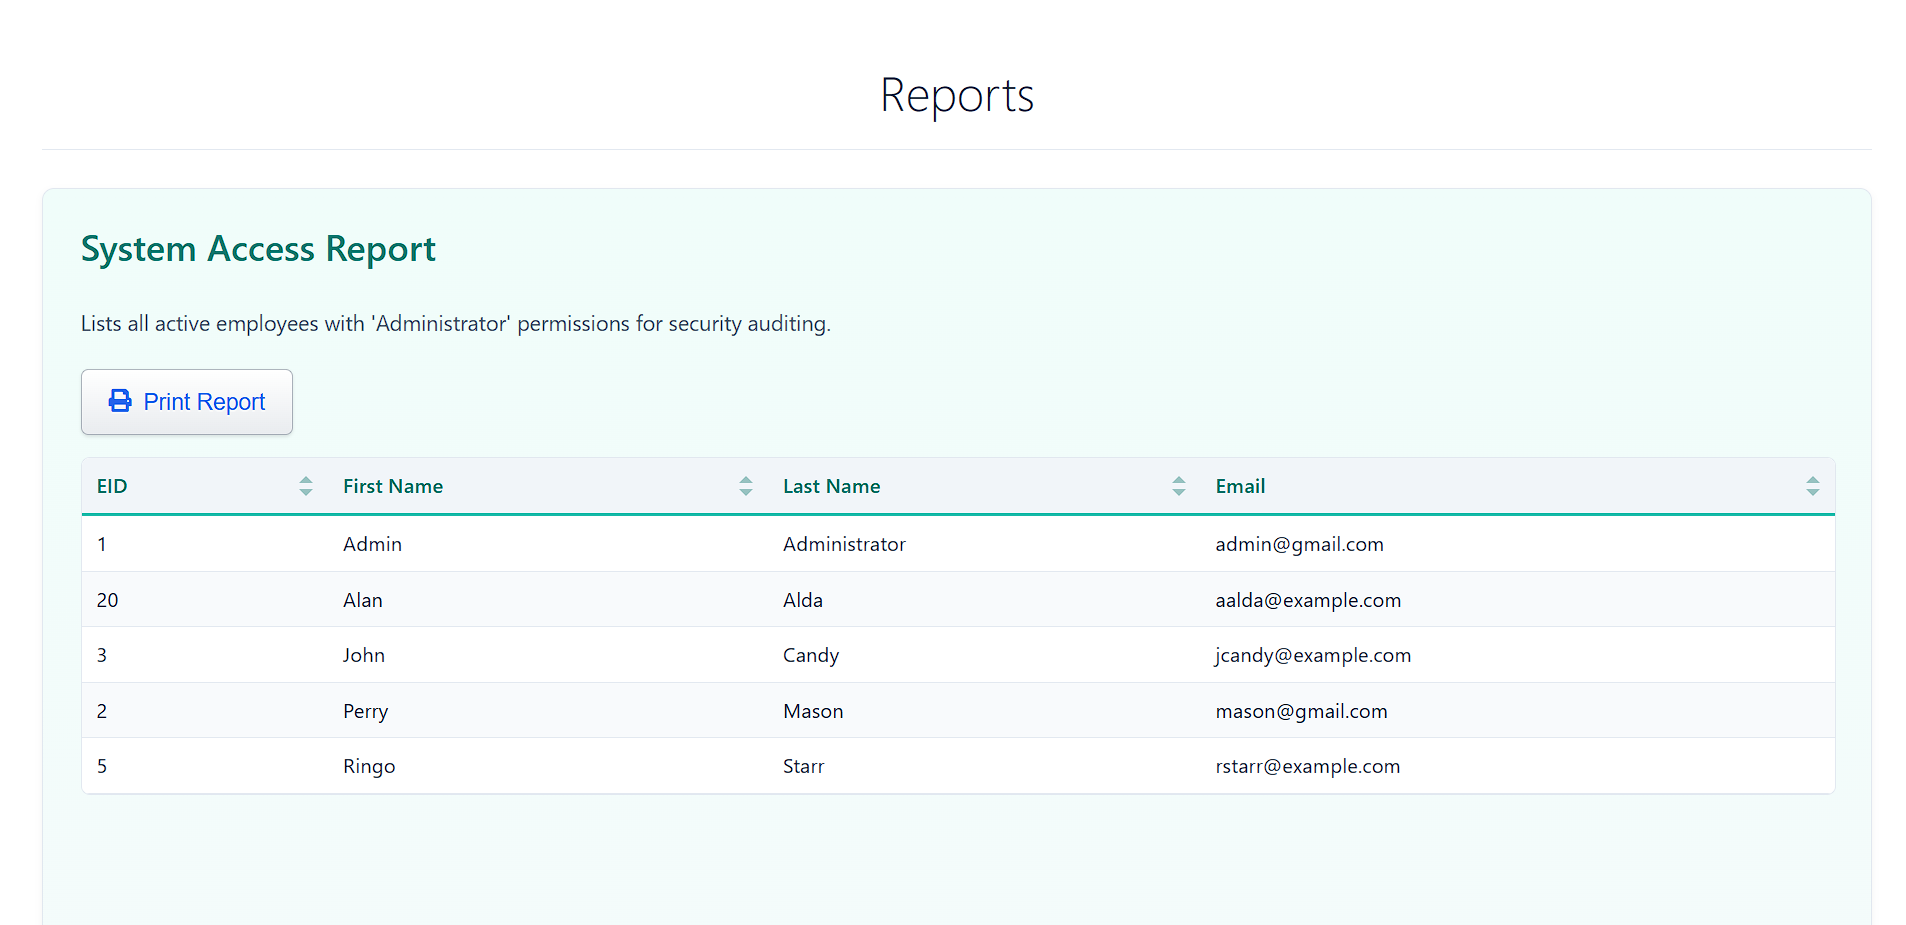 Reports
System Access Report
Lists all active employees with 'Administrator' permissions for security auditing.
Print Report
EID First Name Last Name Email
1 Admin Administrator admin@gmail.com
20 Alan Alda aalda@example.com
3 John Candy jcandy@example.com
2 Perry Mason mason@gmail.com
5 Ringo Starr rstarr@example.com